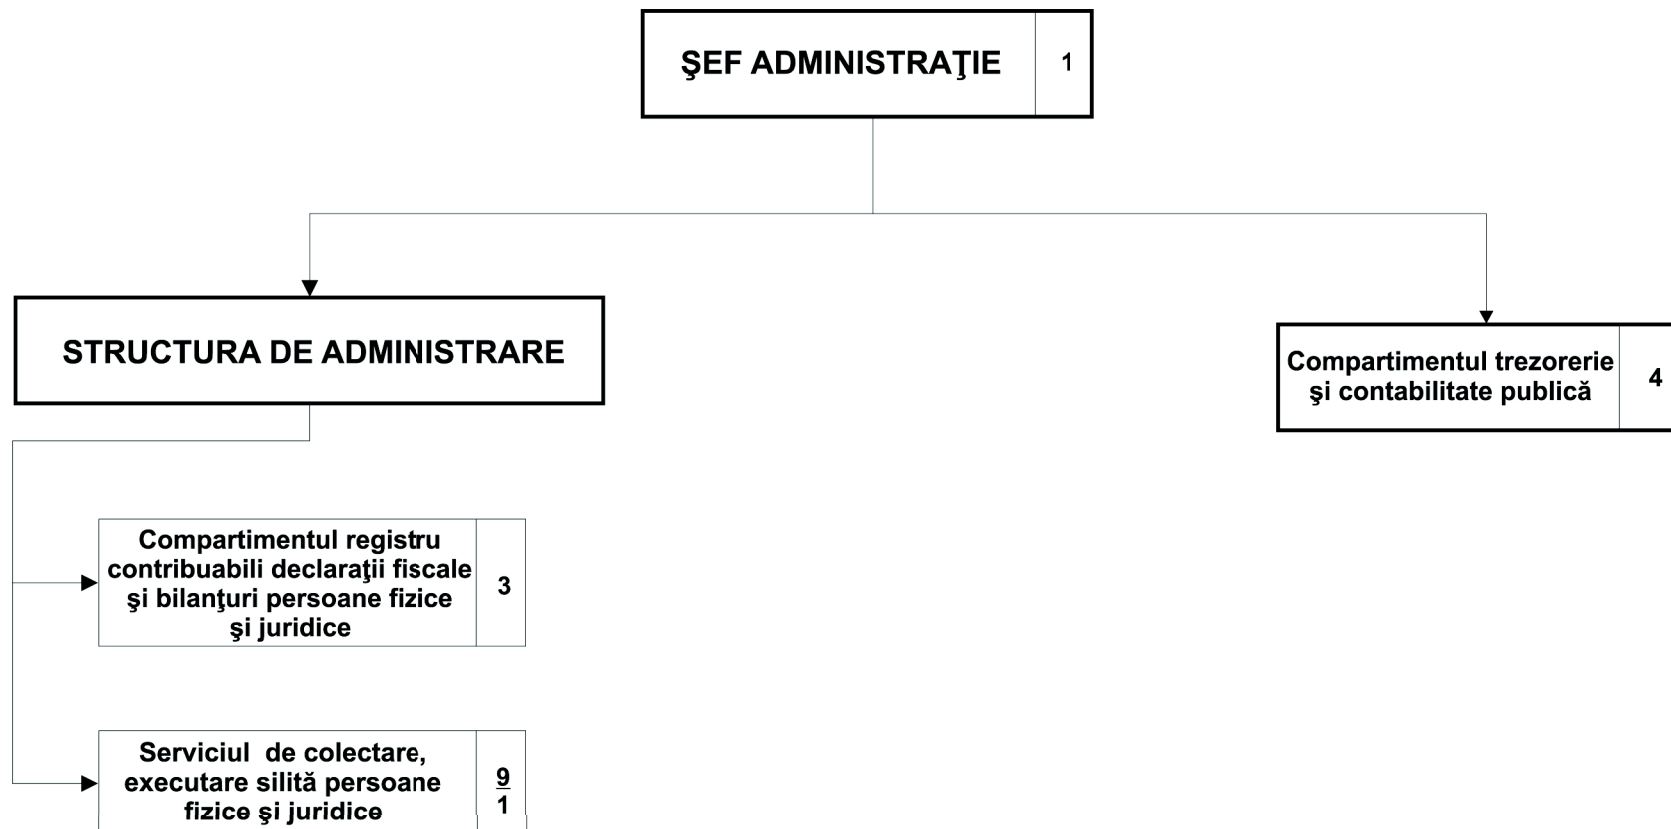 ŞEF ADMINISTRAŢIE 1
STRUCTURA DE ADMINISTRARE
Compartimentul trezorerie
şi contabilitate publică
4
Compartimentul registru
contribuabili declaraţii fiscale
şi bilanţuri persoane fizice
şi juridice
3
Serviciul de colectare,
executare silită persoane
fizice şi juridice
9
1